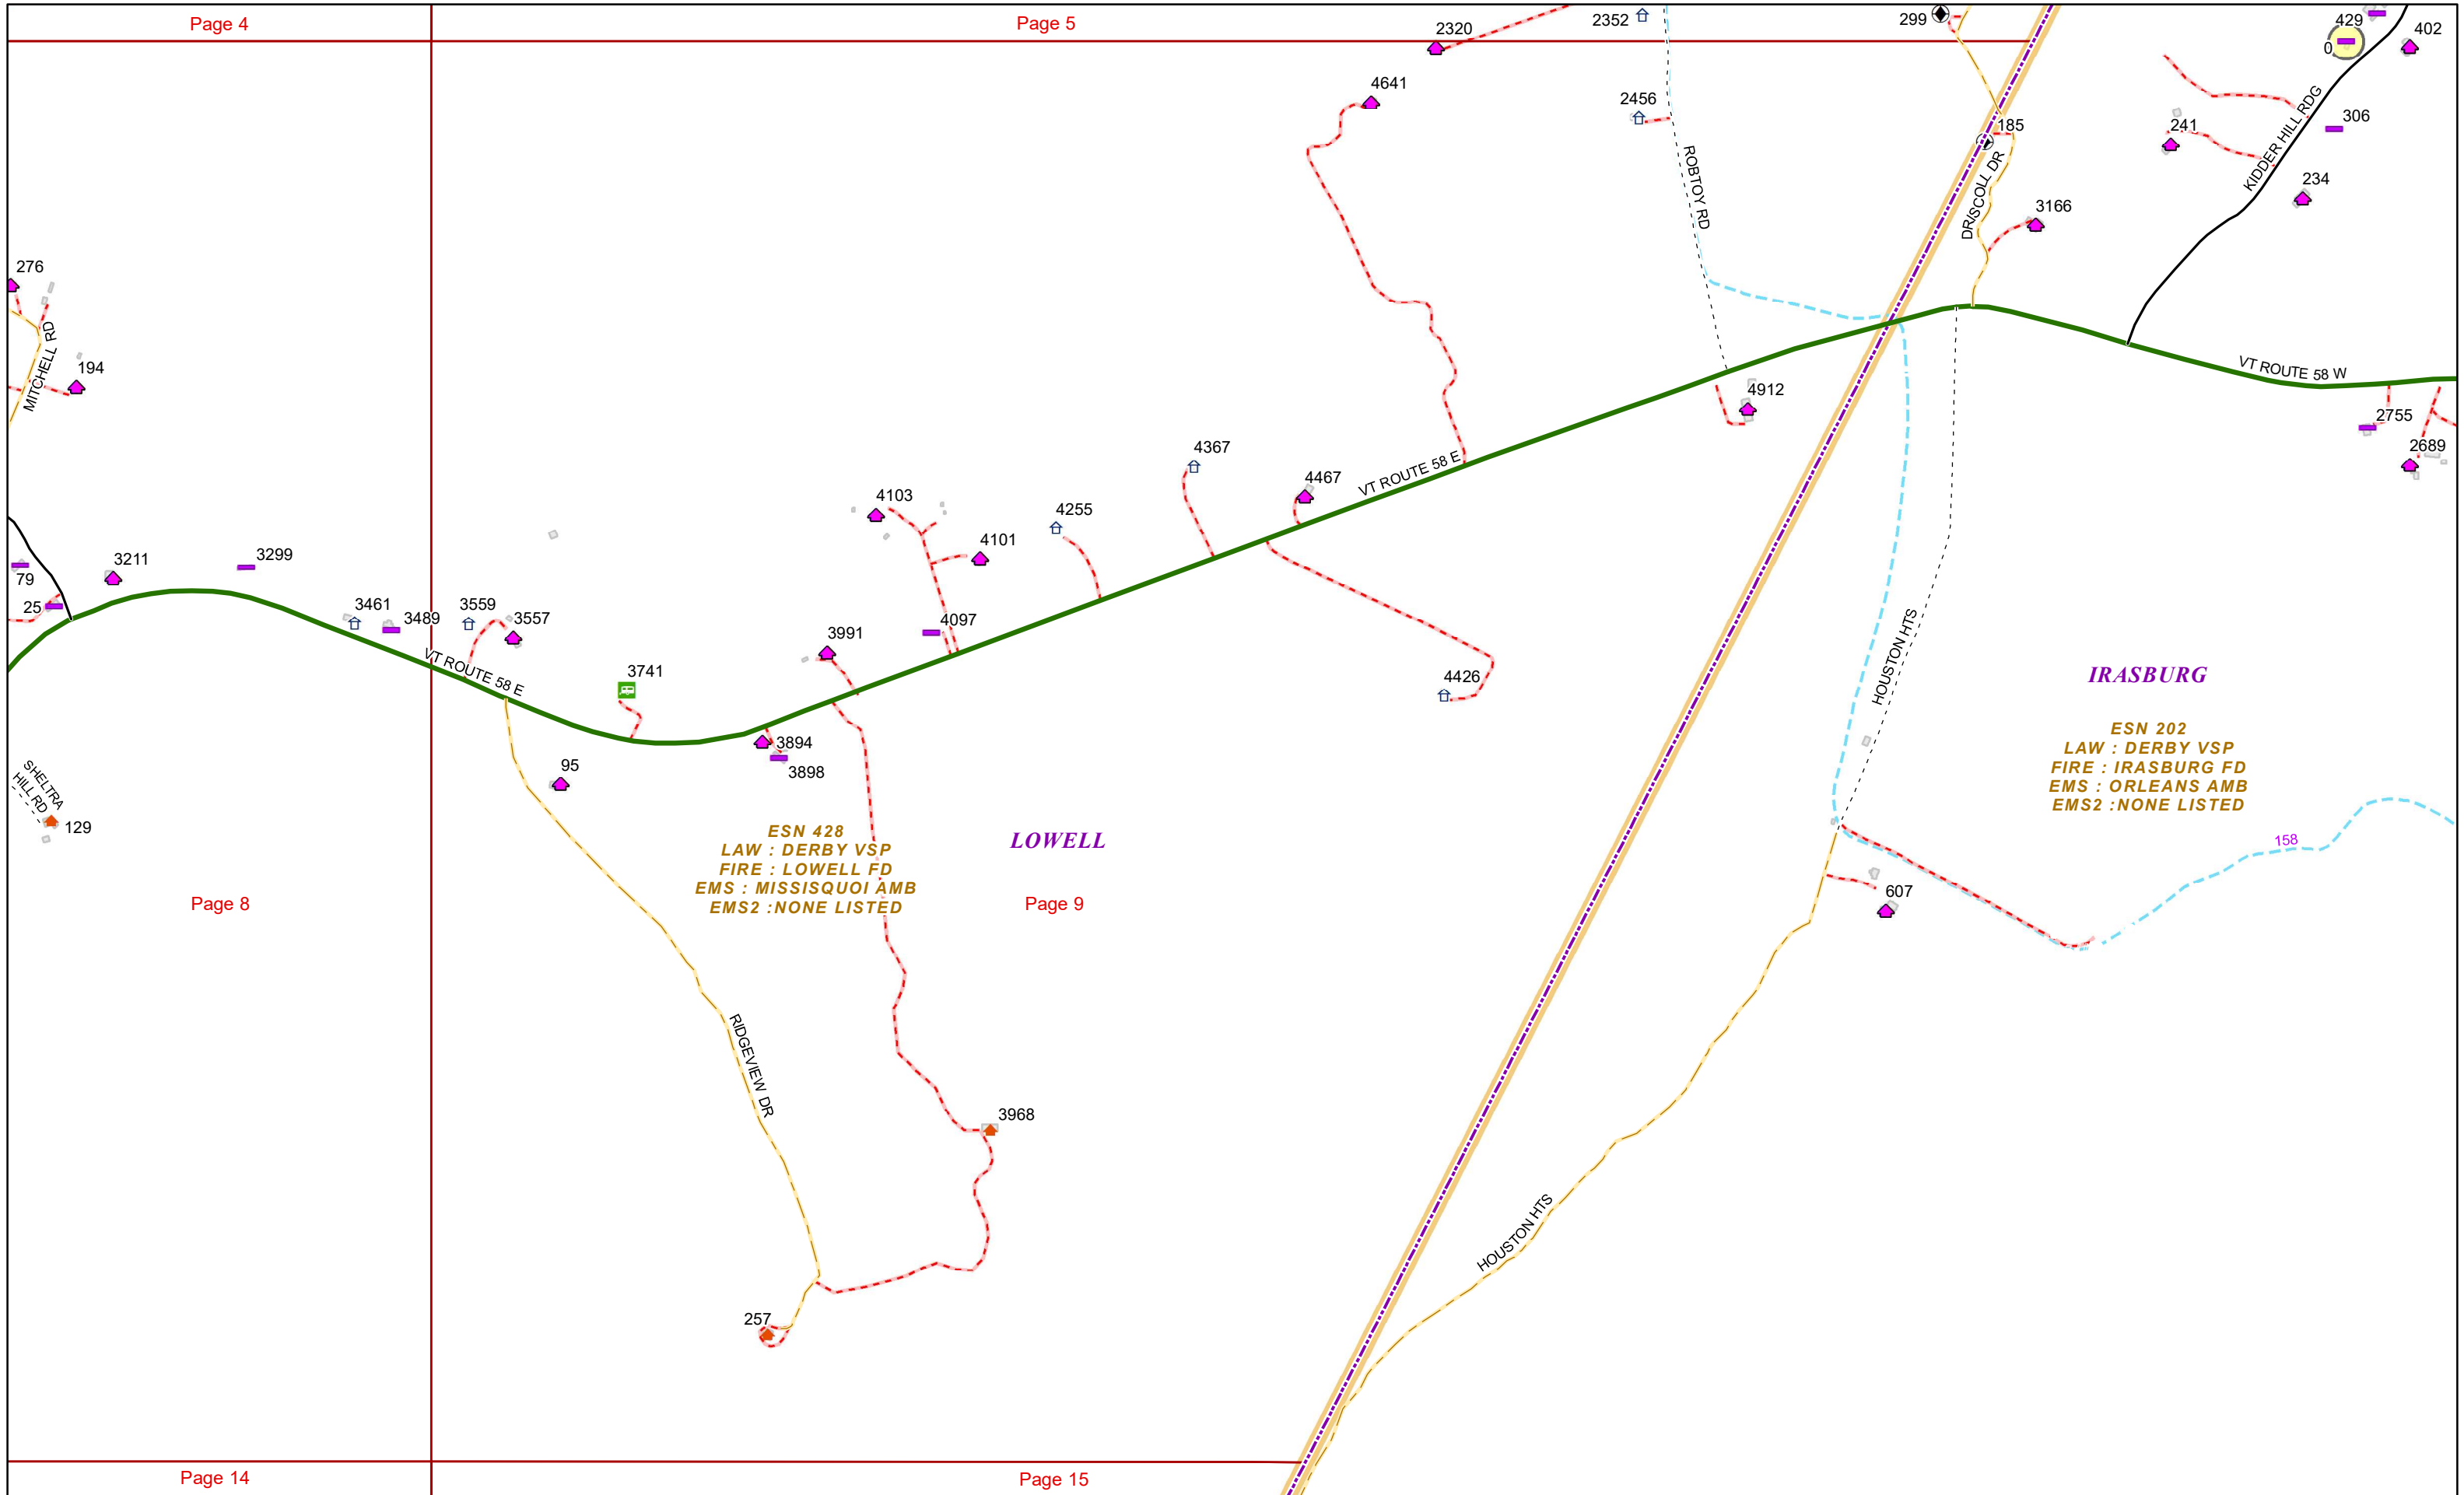 Page 4
Page 5
2320
2352
299
429
0
402
4641
2456
185
241
306
KIDDER HILL RDG
ROBTOY RD
DRISCOLL DR
234
3166
276
MITCHELL RD
194
VT ROUTE 58 W
4912
2755
2689
4367
4467
VT ROUTE 58 E
4103
4255
4101
3211
3299
79
25
3461
3489
3559
3557
4097
3991
VT ROUTE 58 E
3741
4426
HOUSTON HTS
IRASBURG
ESN 202
LAW : DERBY VSP
FIRE : IRASBURG FD
EMS : ORLEANS AMB
EMS2 :NONE LISTED
3894
3898
95
SHELTRA
HILL RD
129
ESN 428
LAW : DERBY VSP
FIRE : LOWELL FD
EMS : MISSISQUOI AMB
EMS2 :NONE LISTED
LOWELL
158
Page 8
Page 9
607
RIDGEVIEW DR
3968
HOUSTON HTS
257
Page 14
Page 15